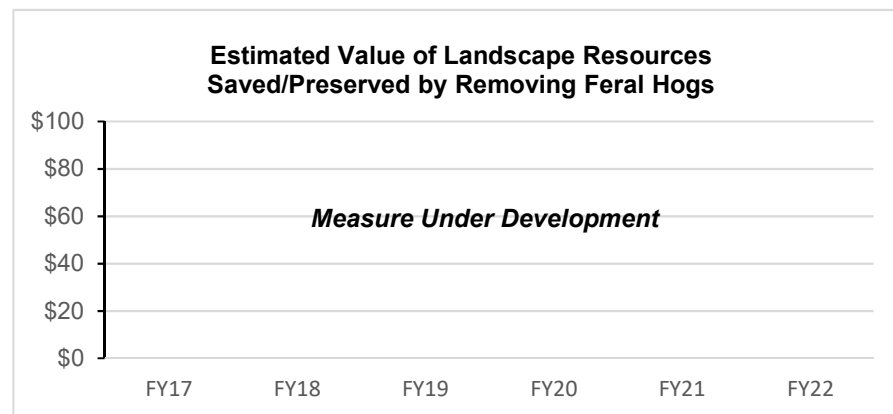 Estimated Value of Landscape Resources
Saved/Preserved by Removing Feral Hogs
$100
$80
$60
Measure Under Development
$40
$20
$0
FY17 FY18 FY19 FY20 FY21 FY22